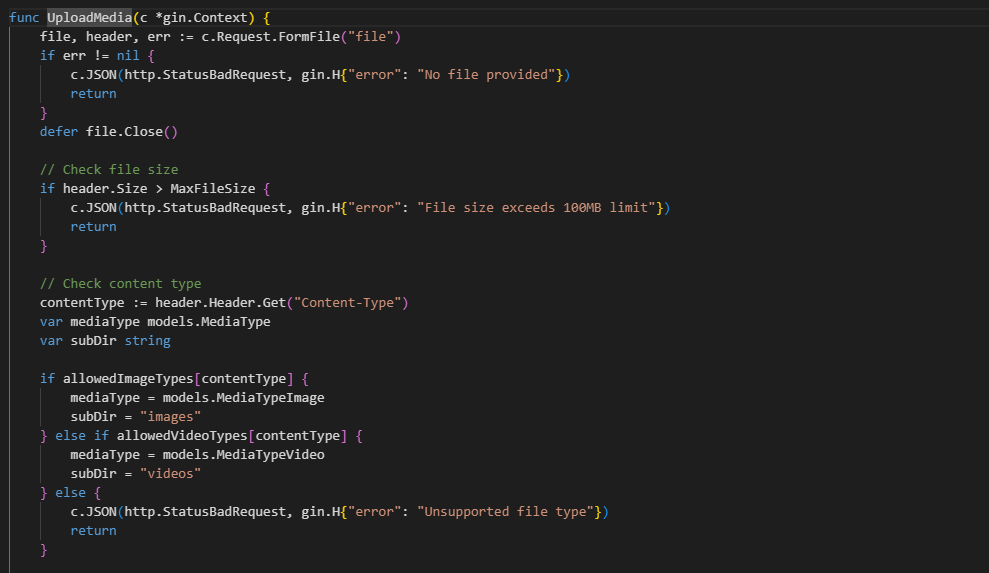 func UploadMedia(c *gin.Context) {
    file, header, err := c.Request.FormFile("file")
    if err != nil {
        c.JSON(http.StatusBadRequest, gin.H{"error": "No file provided"})
        return
    }
    defer file.Close()

    // Check file size
    if header.Size > MaxFileSize {
        c.JSON(http.StatusBadRequest, gin.H{"error": "File size exceeds 100MB limit"})
        return
    }

    // Check content type
    contentType := header.Header.Get("Content-Type")
    var mediaType models.MediaType
    var subDir string

    if allowedImageTypes[contentType] {
        mediaType = models.MediaTypeImage
        subDir = "images"
    } else if allowedVideoTypes[contentType] {
        mediaType = models.MediaTypeVideo
        subDir = "videos"
    } else {
        c.JSON(http.StatusBadRequest, gin.H{"error": "Unsupported file type"})
        return
    }